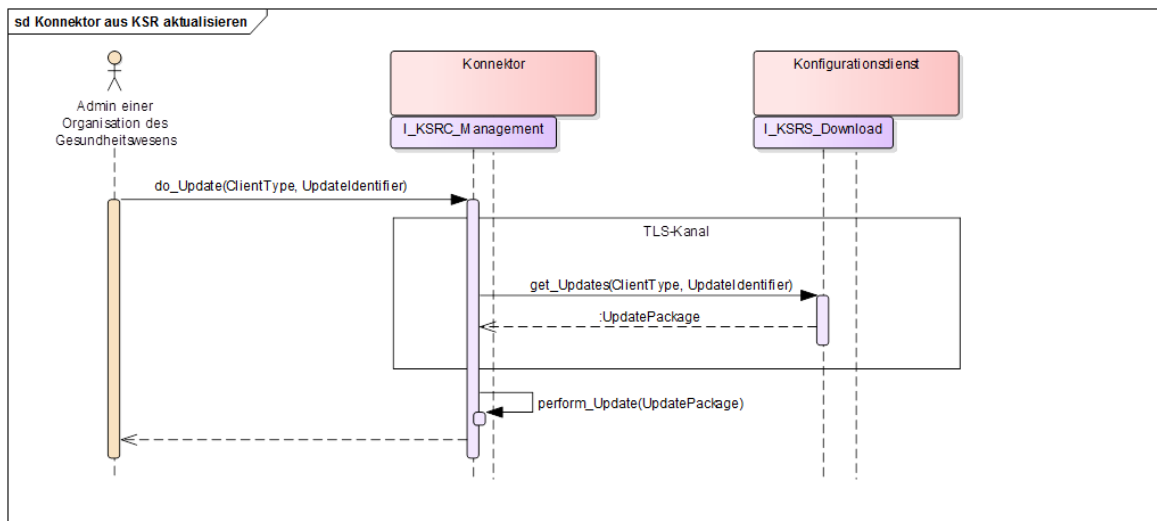 sd Konnektor aus KSR aktualisieren
Admin einer
Organisation des
Gesundheitswesens
Konnektor
I_KSRC_Management
Konfigurationsdienst
I_KSRS_Download
do_Update(ClientType, UpdateIdentifier)
TLS-Kanal
get_Updates(ClientType, UpdateIdentifier)
:UpdatePackage
perform_Update(UpdatePackage)